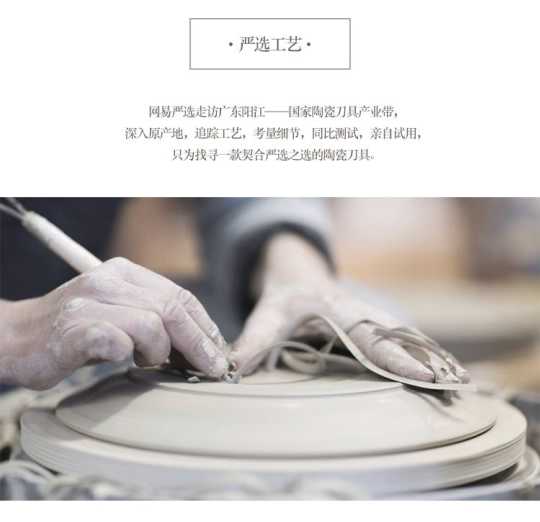 ·严选工艺·
网易严选走访广东阳江——国家陶瓷刀具产业带，
深入原产地，追踪工艺，考量细节，同比测试，亲自试用，
只为找寻一款契合严选之选的陶瓷刀具。